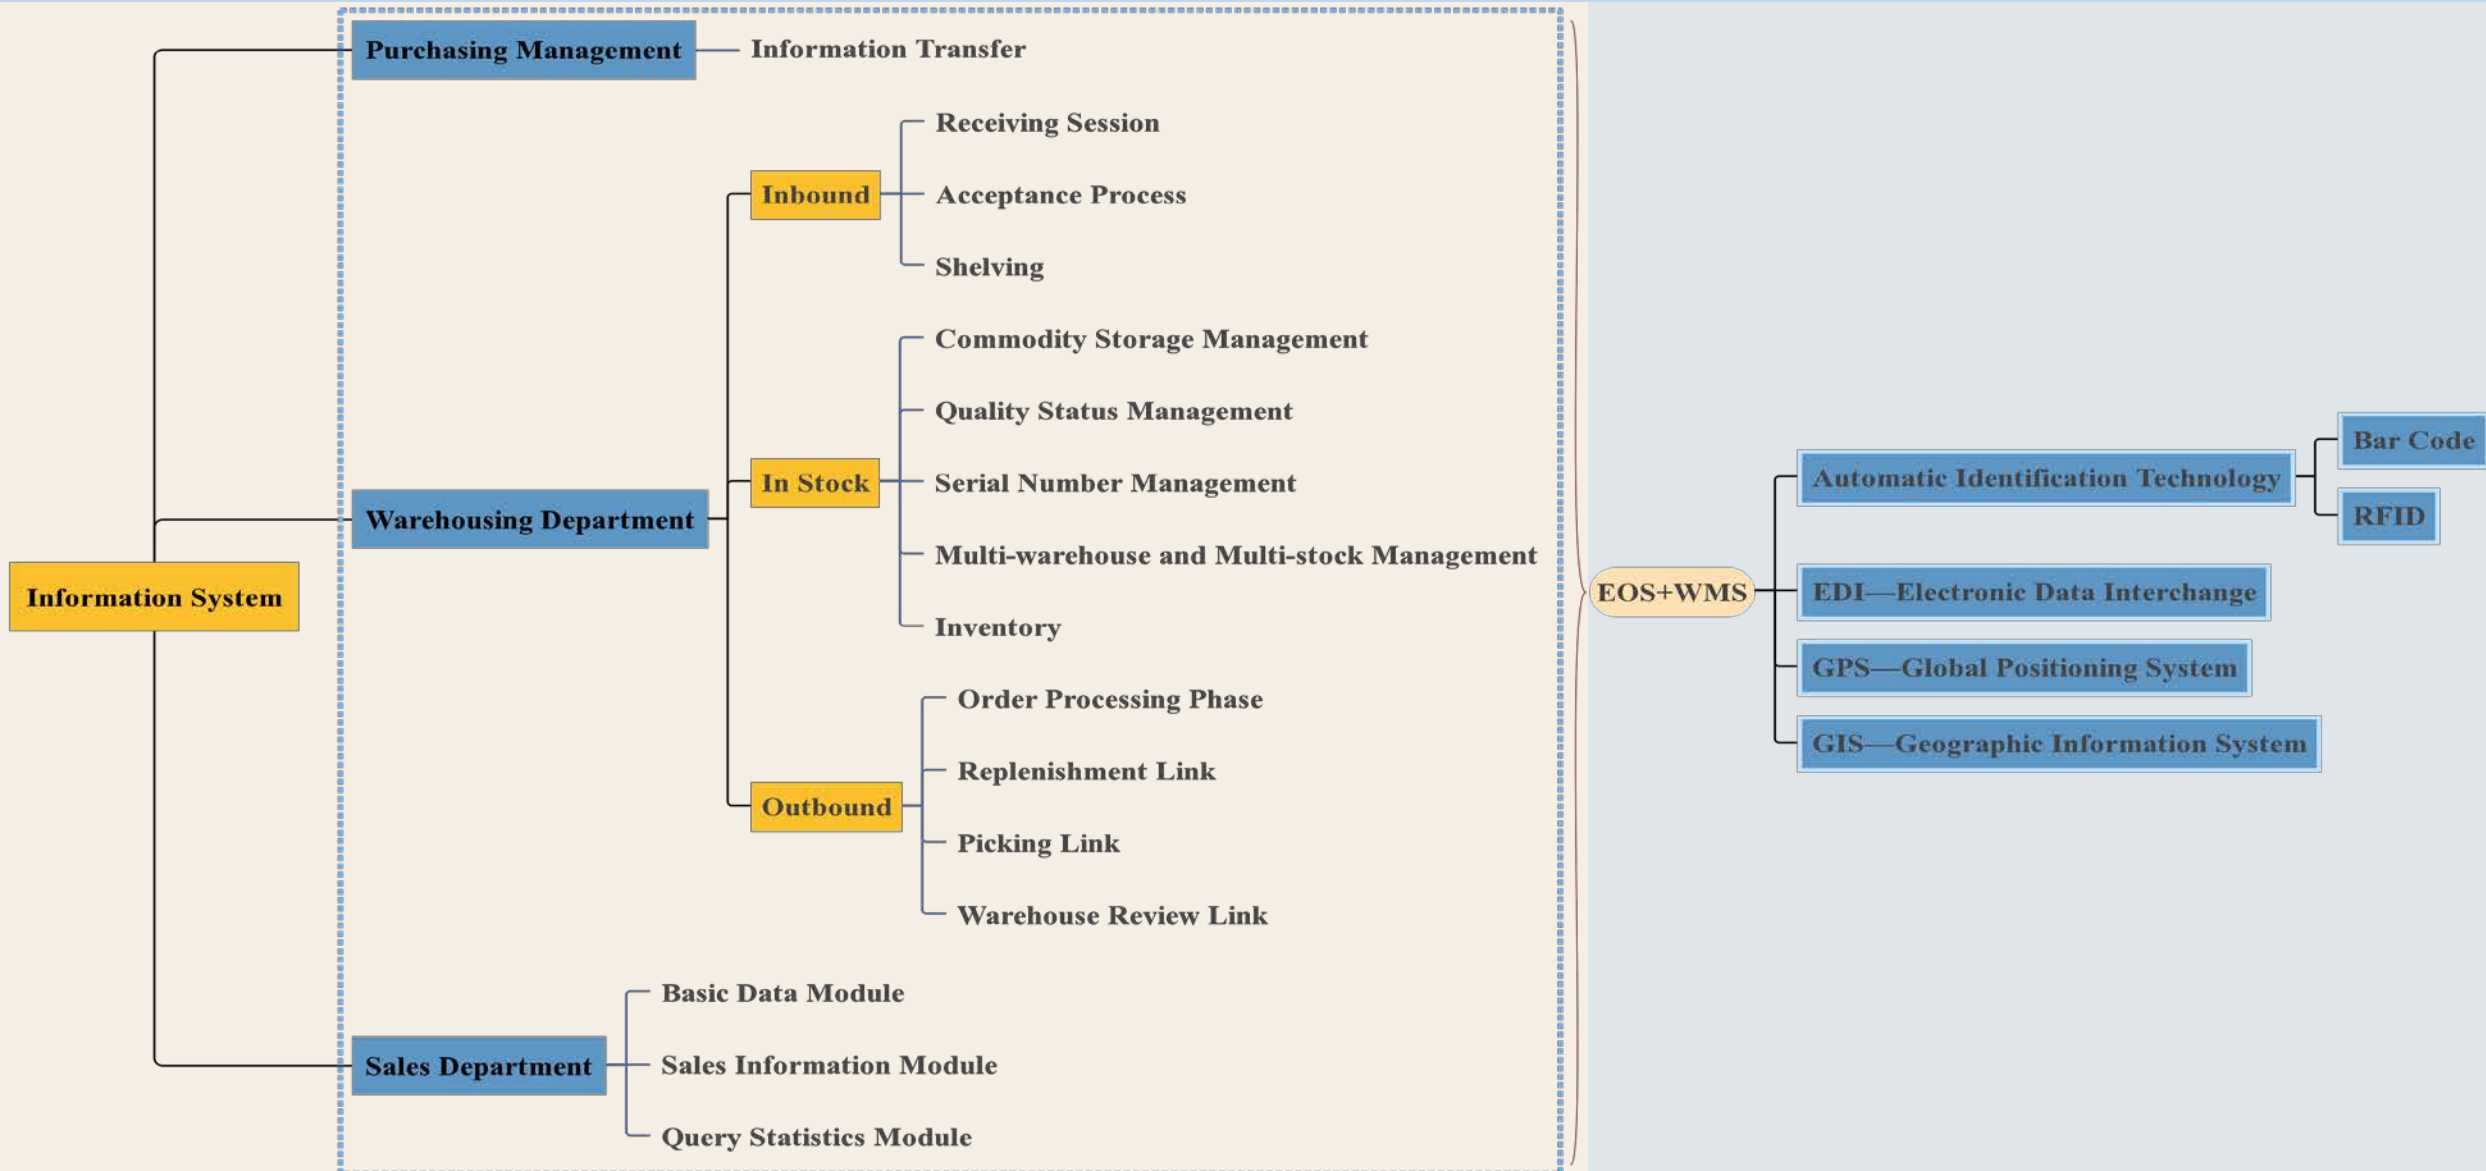 Purchasing Management
Information Transfer
Receiving Session
Inbound
Acceptance Process
Shelving
Commodity Storage Management
Quality Status Management
In Stock
Serial Number Management
Warehousing Department
Multi-warehouse and Multi-stock Management
Information System
Inventory
Order Processing Phase
Replenishment Link
Outbound
Picking Link
Warehouse Review Link
Basic Data Module
Sales Department
Sales Information Module
Query Statistics Module
EOS+WMS
Automatic Identification Technology
Bar Code
RFID
EDI—Electronic Data Interchange
GPS—Global Positioning System
GIS—Geographic Information System